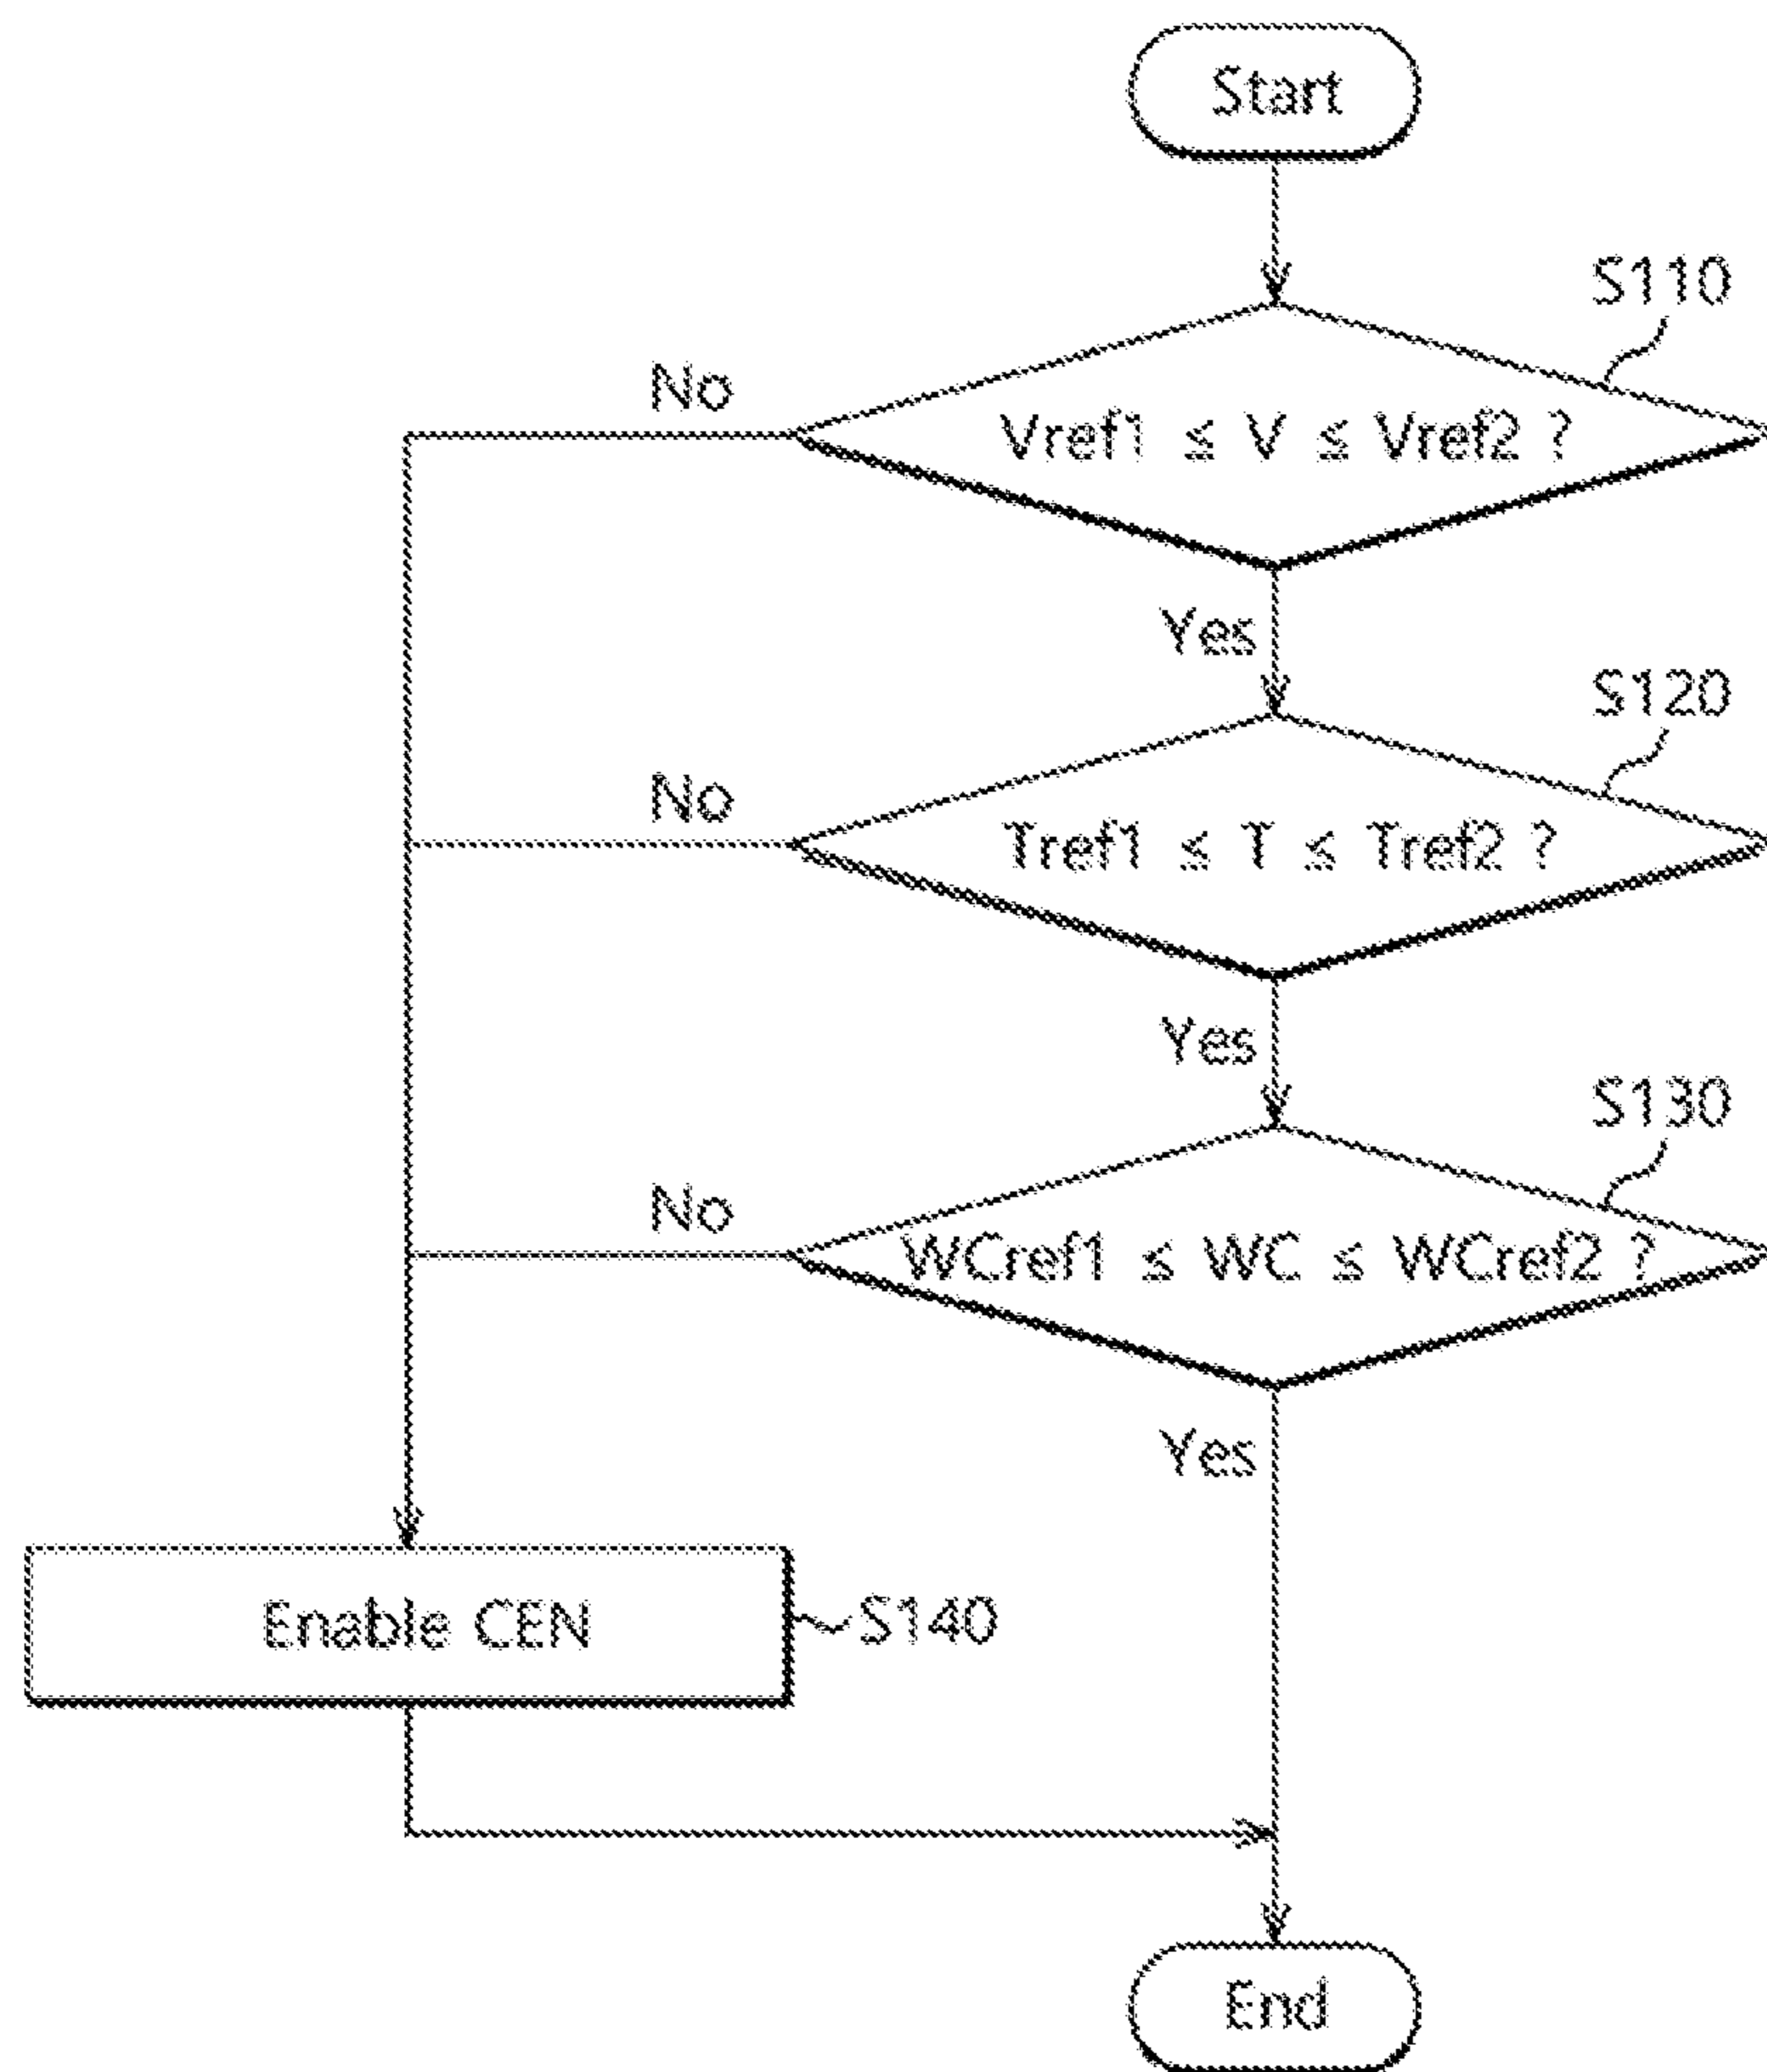 Start
S110
No
Vref1 ≤ V ≤ Vref2 ?
Yes
S120
No
Tref1 ≤ T ≤ Tref2 ?
Yes
S130
No
WCref1 ≤ WC ≤ WCref2 ?
Yes
Enable CEN
S140
End